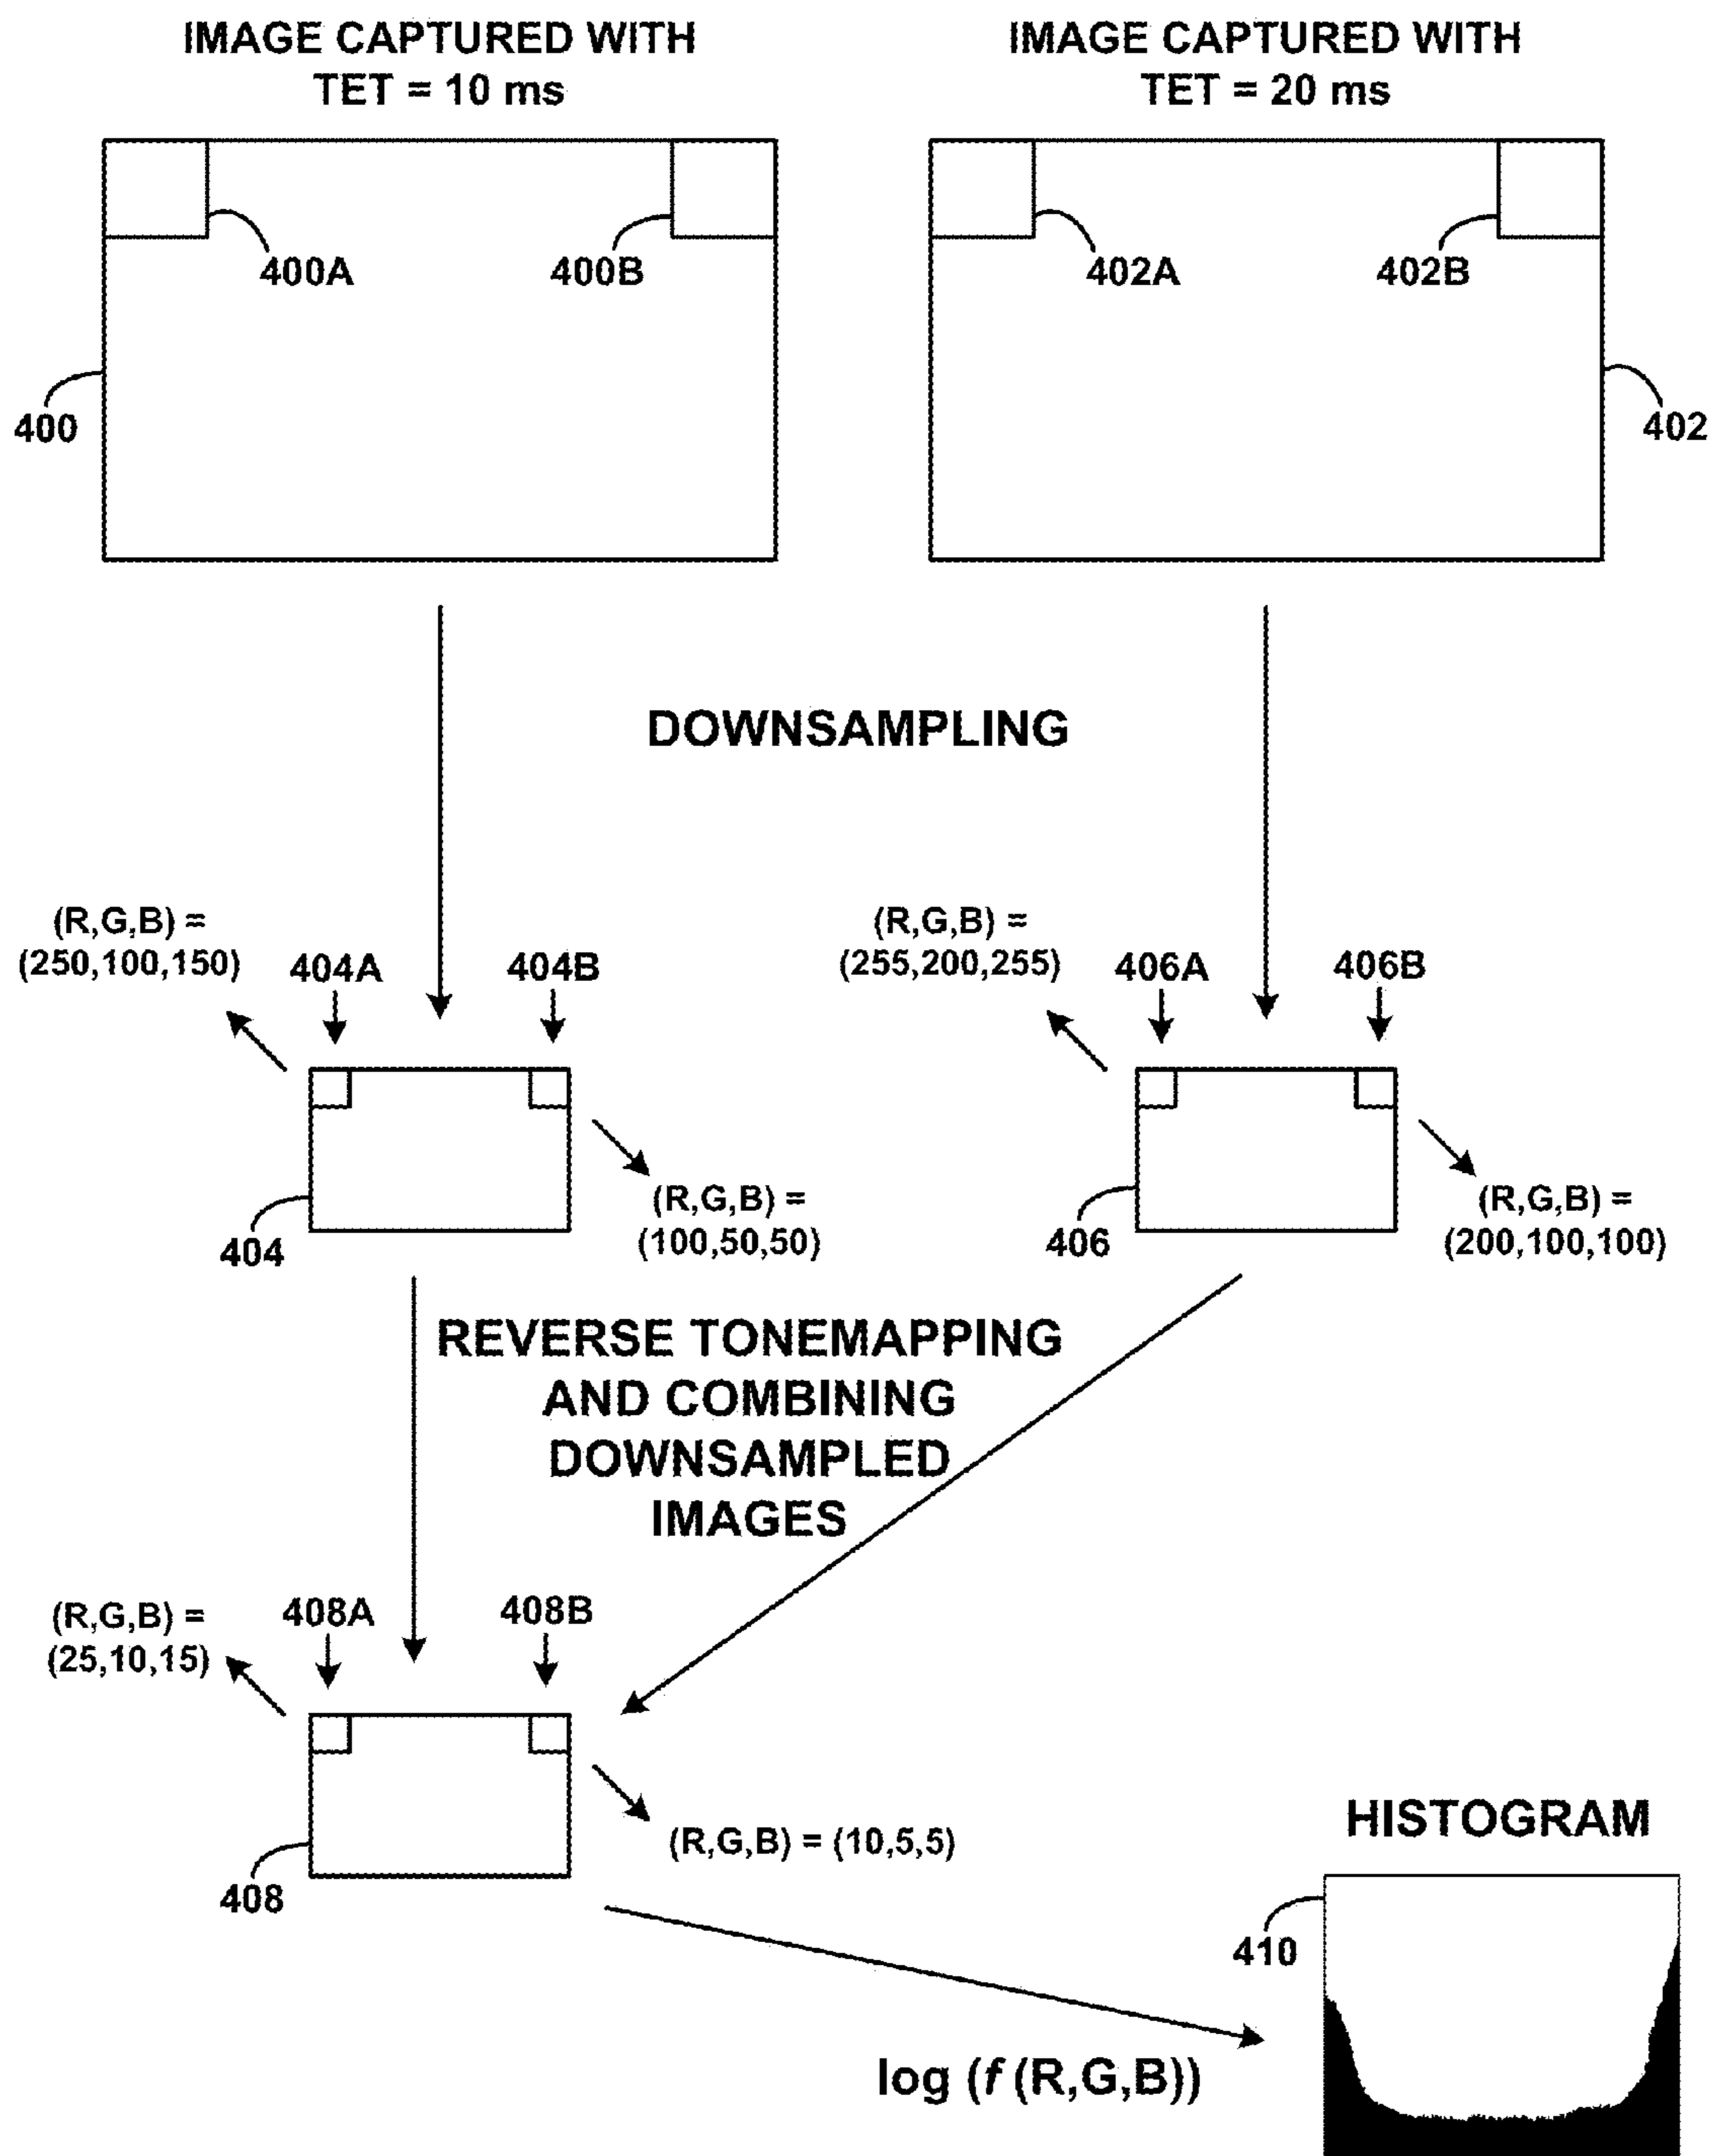 IMAGE CAPTURED WITH
TET = 10 ms
IMAGE CAPTURED WITH
TET = 20 ms
400A
400B
402A
402B
400
402
DOWNSAMPLING
(R,G,B) =
(250,100,150)
404A
404B
(R,G,B) =
(255,200,255)
406A
406B
404
(R,G,B) =
(100,50,50)
406
(R,G,B) =
(200,100,100)
REVERSE TONEMAPPING
AND COMBINING
DOWNSAMPLED
IMAGES
(R,G,B) =
(25,10,15)
408A
408B
408
(R,G,B) = (10,5,5)
HISTOGRAM
410
log (f (R,G,B))